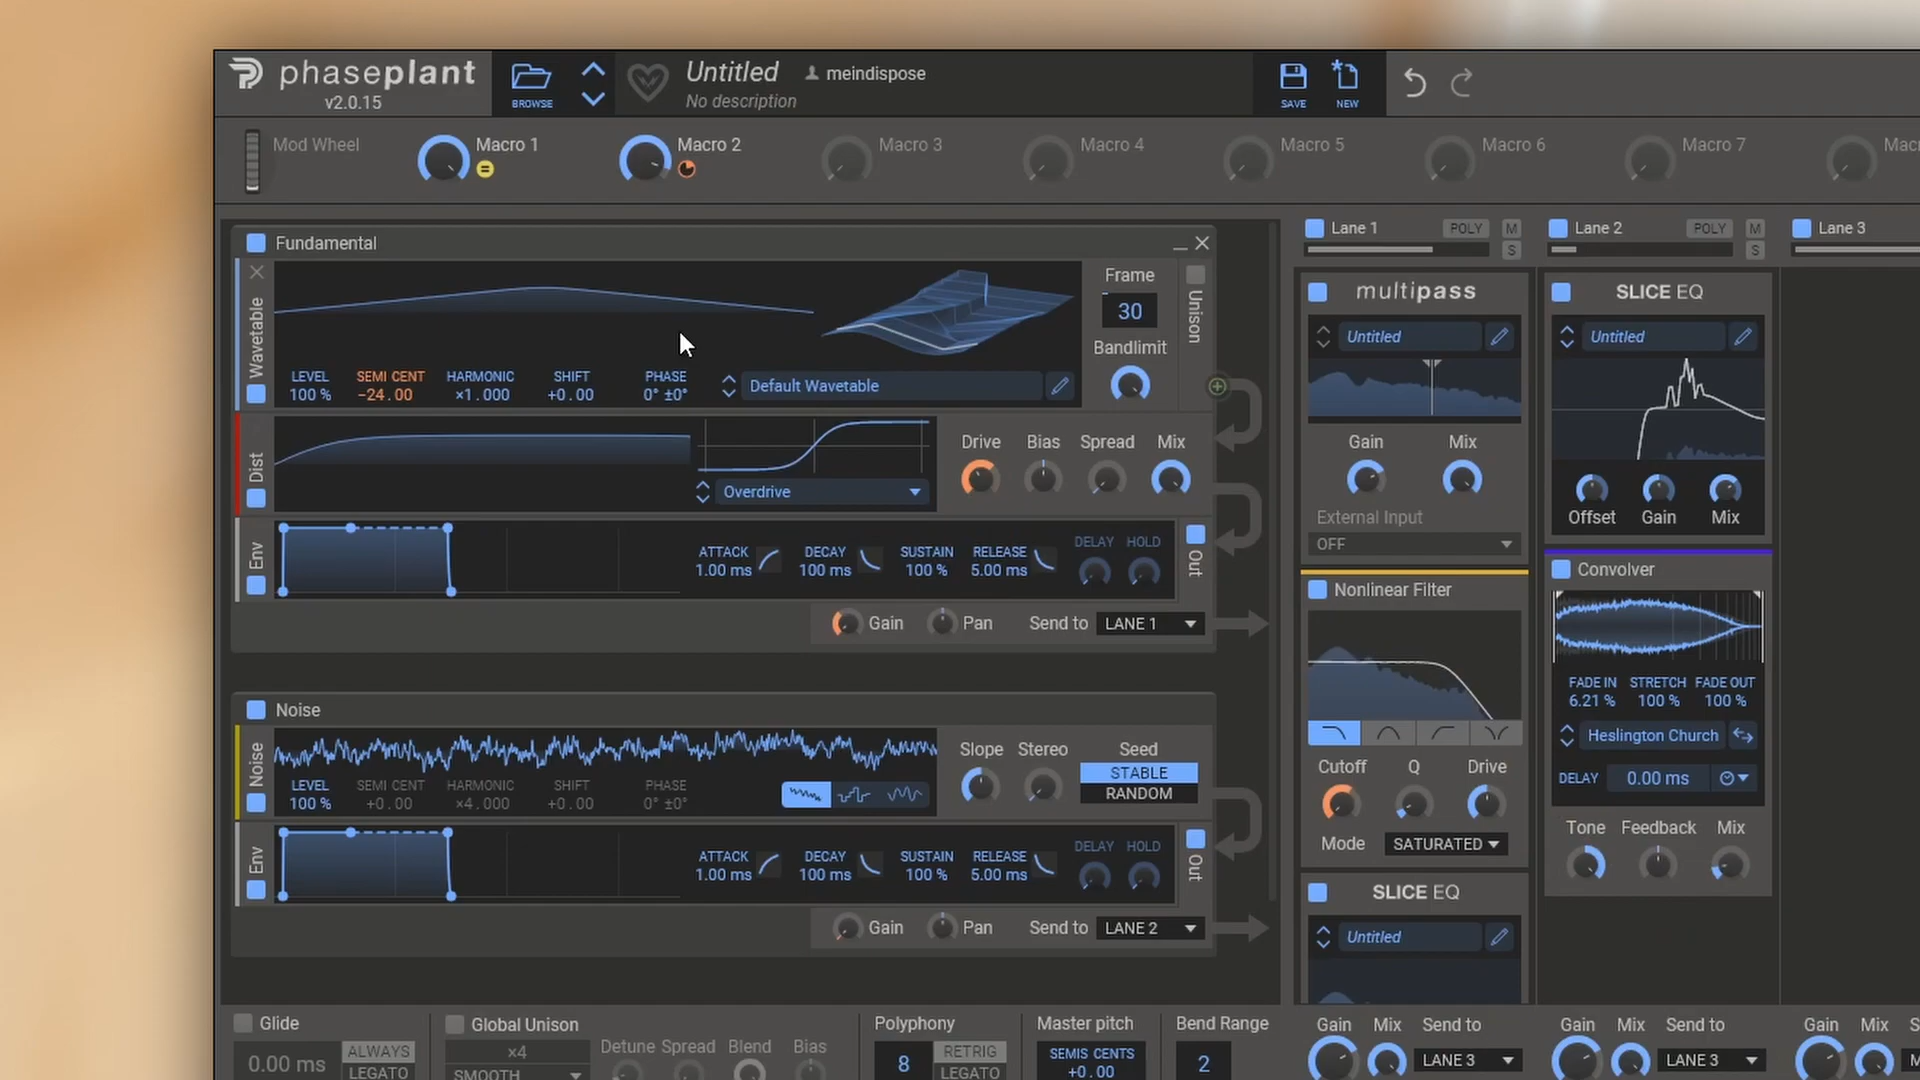 phaseplant
v2.0.15
BROWSE
Untitled
meindispose
No description
SAVE
NEW
Mod Wheel
Macro 1
Macro 2
Macro 3
Macro 4
Macro 5
Macro 6
Macro 7
Fundamental
Wavetable
LEVEL
100 %
SEMI CENT
-24.00
HARMONIC
×1.000
SHIFT
+0.00
PHASE
0° ±0°
Default Wavetable
Frame
30
Bandlimit
Unison
Dist
Overdrive
Drive
Bias
Spread
Mix
Env
ATTACK
1.00 ms
DECAY
100 ms
SUSTAIN
100 %
RELEASE
5.00 ms
DELAY
HOLD
Out
Gain
Pan
Send to
LANE 1
Noise
Noise
LEVEL
100 %
SEMI CENT
+0.00
HARMONIC
×4.000
SHIFT
+0.00
PHASE
0° ±0°
Slope
Stereo
Seed
STABLE
RANDOM
Env
ATTACK
1.00 ms
DECAY
100 ms
SUSTAIN
100 %
RELEASE
5.00 ms
DELAY
HOLD
Out
Gain
Pan
Send to
LANE 2
Lane 1
POLY
M
S
multipass
Untitled
Gain
Mix
External Input
OFF
Nonlinear Filter
Cutoff
Q
Drive
Mode
SATURATED
SLICE EQ
Untitled
Lane 2
POLY
M
S
SLICE EQ
Untitled
Offset
Gain
Mix
Convolver
FADE IN
6.21 %
STRETCH
100 %
FADE OUT
100 %
Heslington Church
DELAY
0.00 ms
Tone
Feedback
Mix
Lane 3
Glide
0.00 ms
ALWAYS
LEGATO
Global Unison
×4
SMOOTH
Detune
Spread
Blend
Bias
Polyphony
8
RETRIG
LEGATO
Master pitch
SEMIS CENTS
+0.00
Bend Range
2
Gain
Mix
Send to
LANE 3
Gain
Mix
Send to
LANE 3
Gain
Mix